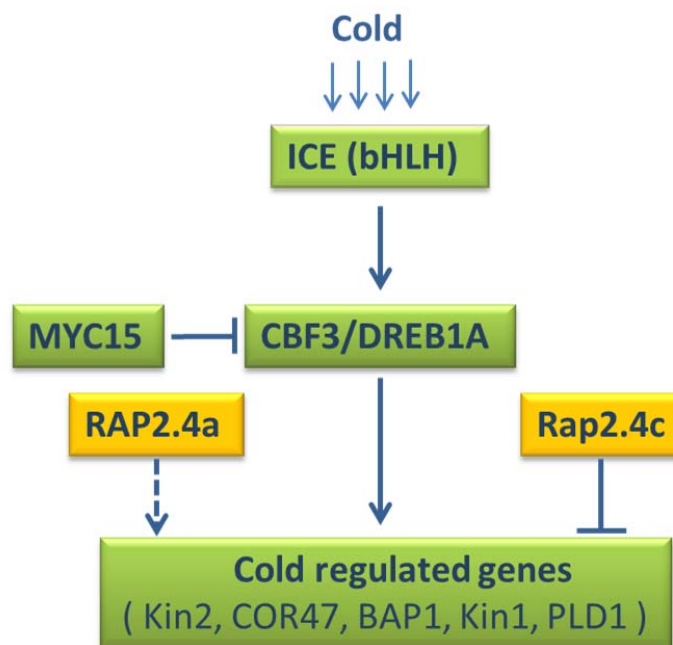 Cold
ICE (bHLH)
MYC15
CBF3/DREB1A
RAP2.4a
Rap2.4c
Cold regulated genes
( Kin2, COR47, BAP1, Kin1, PLD1 )